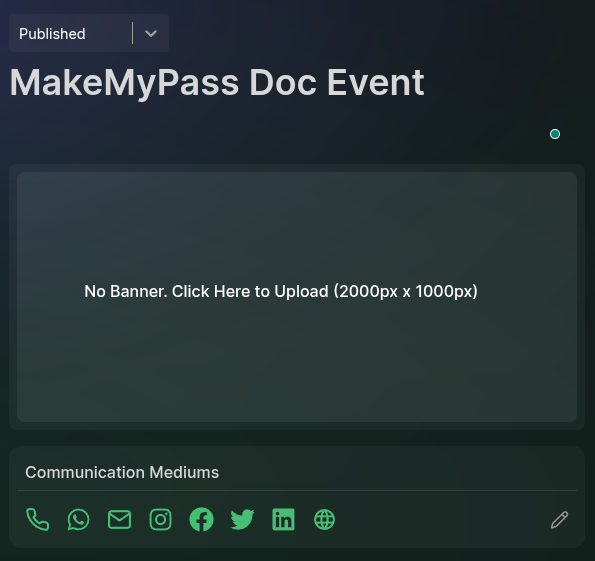 Published
MakeMyPass Doc Event
No Banner. Click Here to Upload (2000px x 1000px)
Communication Mediums